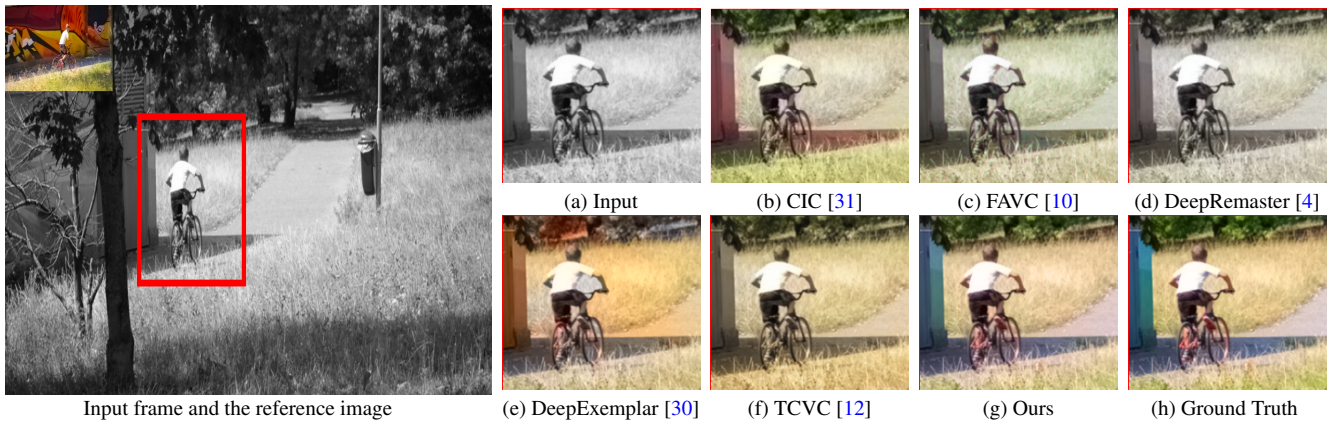 (a) Input
(b) CIC [31]
(c) FAVC [10]
(d) DeepRemaster [4]
Input frame and the reference image
(e) DeepExemplar [30]
(f) TCVC [12]
(g) Ours
(h) Ground Truth